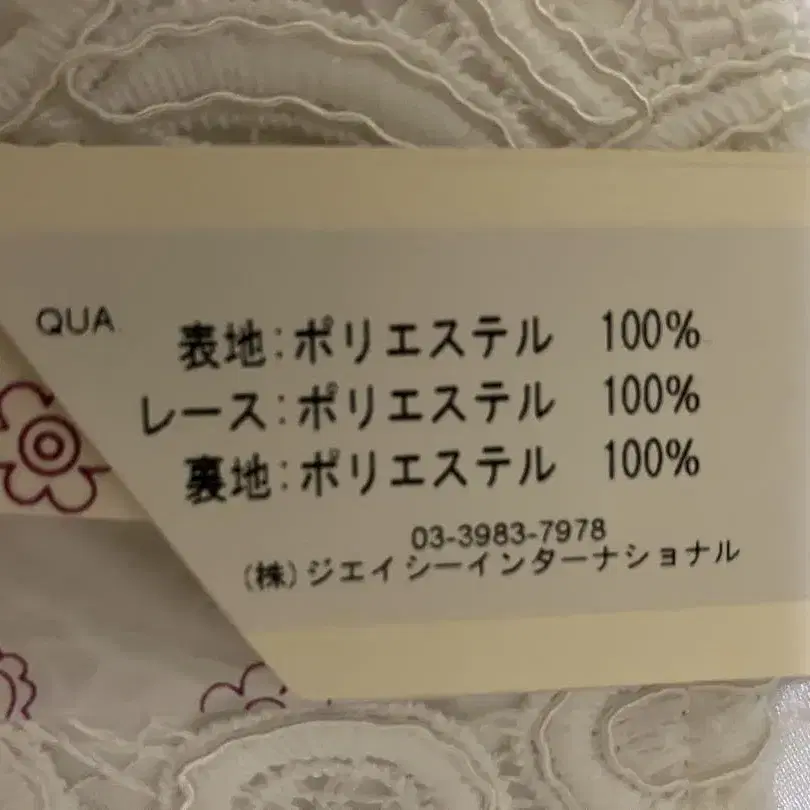 QUA
表地:ポリエステル 100%
レース:ポリエステル 100%
裏地:ポリエステル 100%
03-3983-7978
(株)ジエイシーインターナショナル